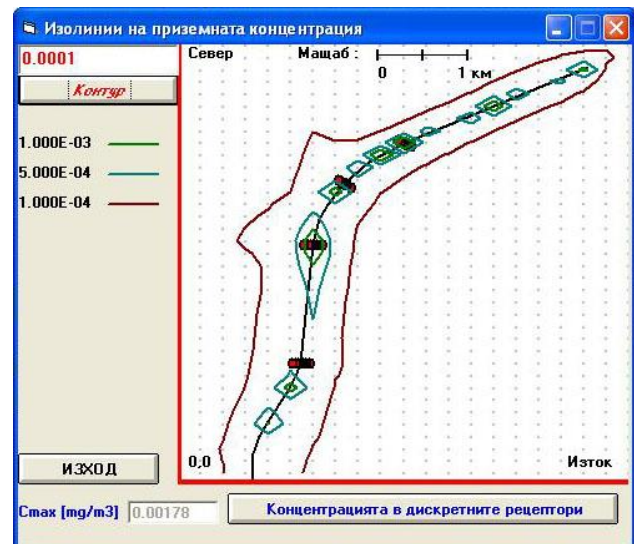 Изолинии на приземната концентрация
0.0001
Контур
1.000E-03
5.000E-04
1.000E-04
ИЗХОД
Север
Мащаб :
0 1 км
0,0
Изток
Cmax [mg/m3] 0.00178
Концентрацията в дискретните рецептори